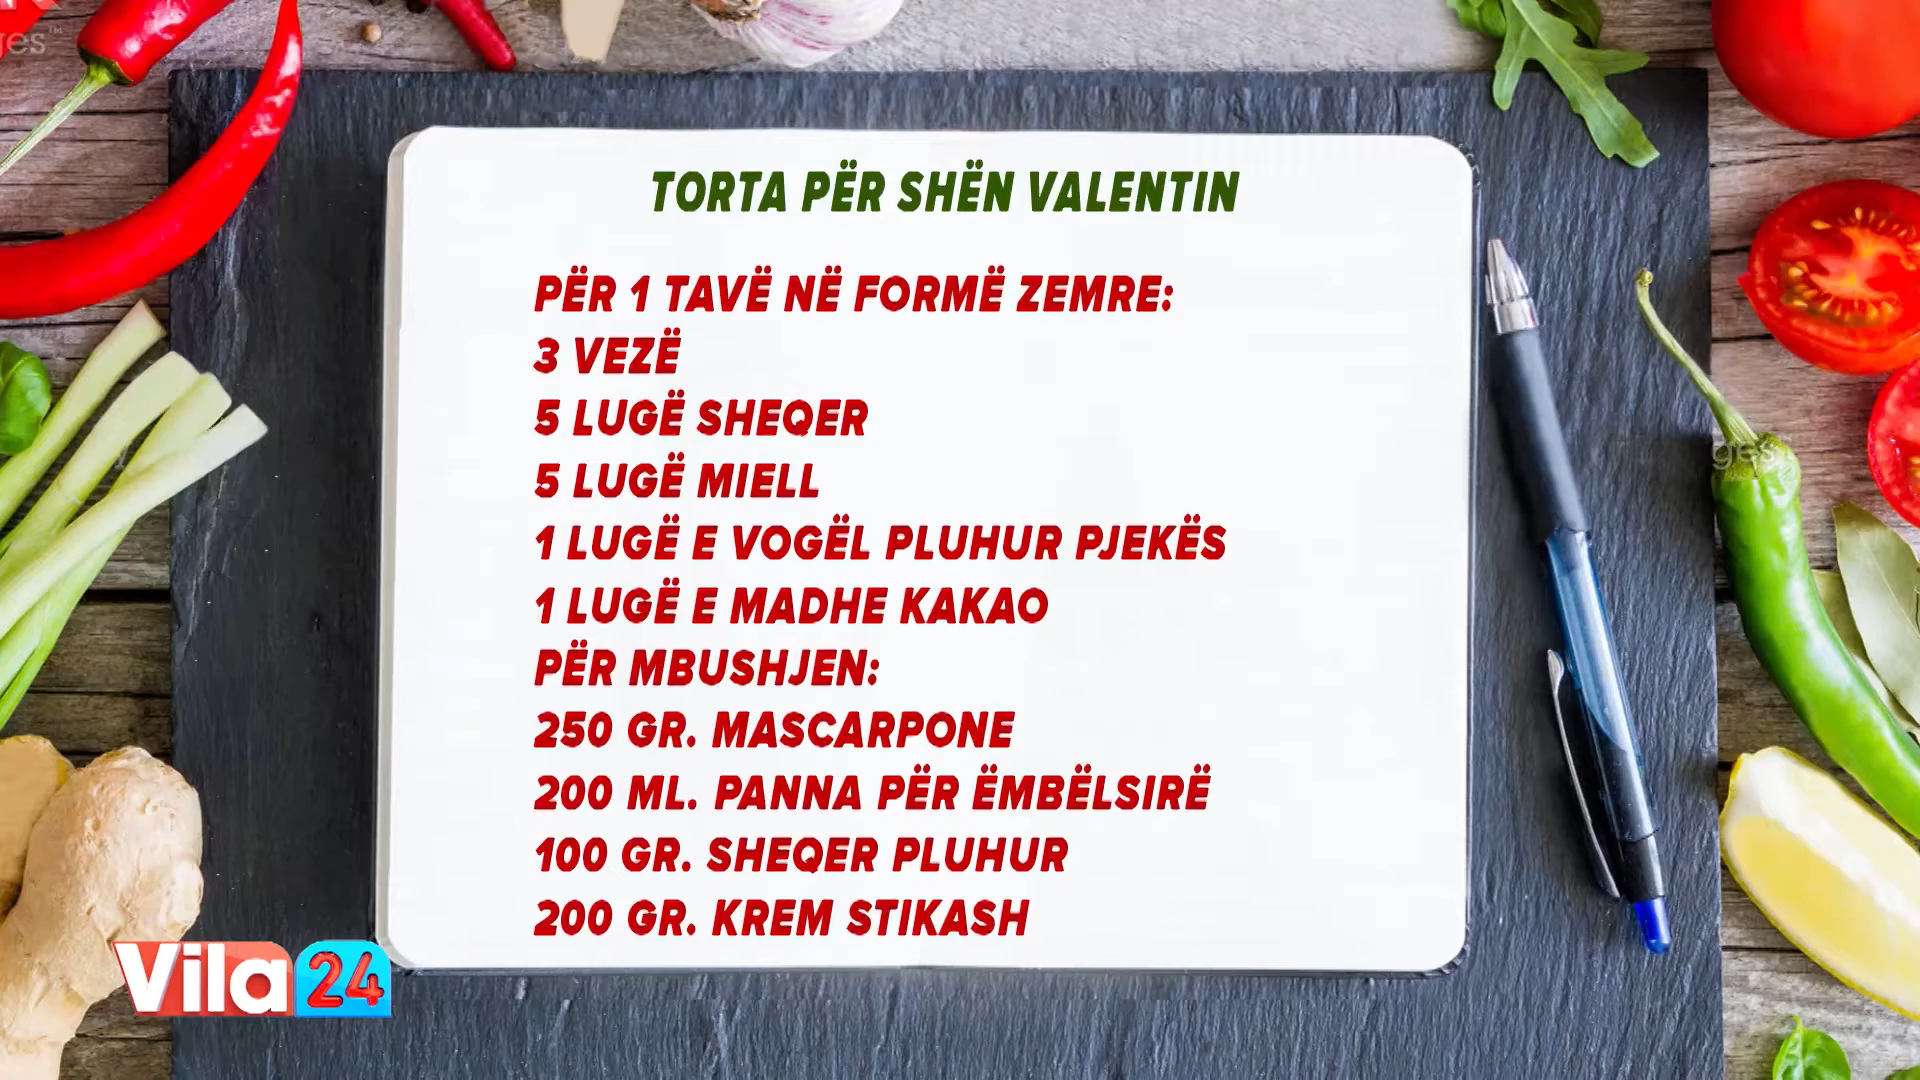 TORTA PËR SHËN VALENTIN
PËR 1 TAVË NË FORMË ZEMRE:
3 VEZË
5 LUGË SHEQER
5 LUGË MIELL
1 LUGË E VOGËL PLUHUR PJEKËS
1 LUGË E MADHE KAKAO
PËR MBUSHJEN:
250 GR. MASCARPONE
200 ML. PANNA PËR ËMBËLSIRË
100 GR. SHEQER PLUHUR
200 GR. KREM STIKASH
Vila 24